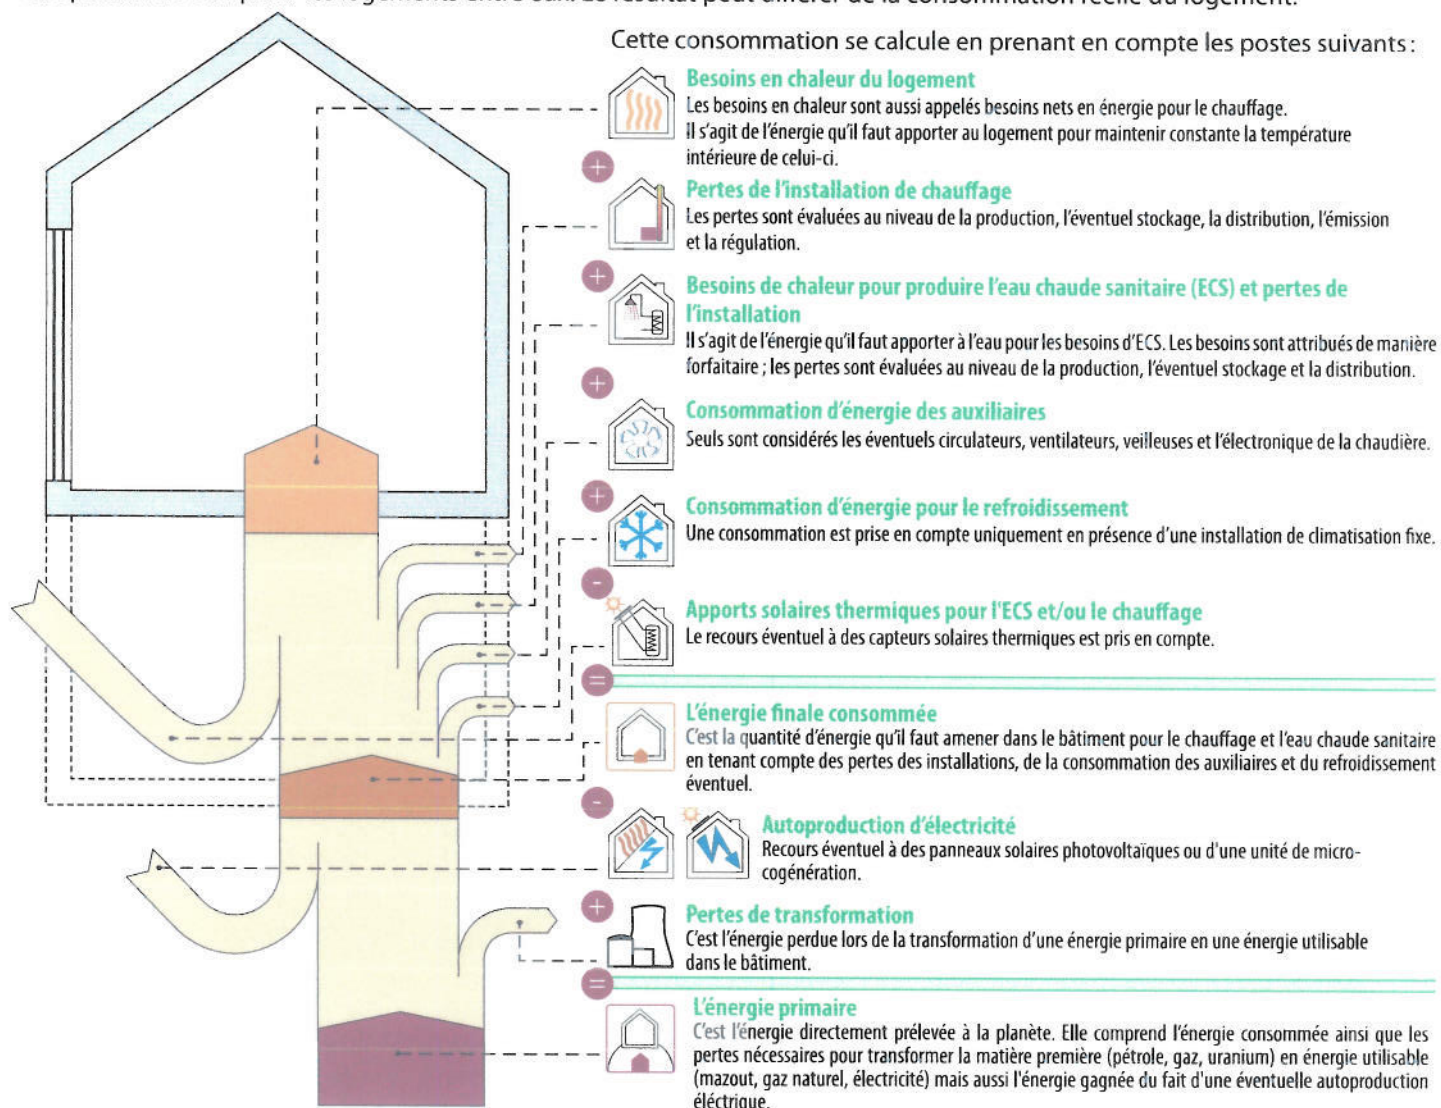 Cette consommation se calcule en prenant en compte les postes suivants :
Besoins en chaleur du logement
Les besoins en chaleur sont aussi appelés besoins nets en énergie pour le chauffage.
Il s'agit de l'énergie qu'il faut apporter au logement pour maintenir constante la température
intérieure de celui-ci.
+
Pertes de l'installation de chauffage
Les pertes sont évaluées au niveau de la production, l'éventuel stockage, la distribution, l'émission
et la régulation.
+
Besoins de chaleur pour produire l'eau chaude sanitaire (ECS) et pertes de
l'installation
Il s'agit de l'énergie qu'il faut apporter à l'eau pour les besoins d'ECS. Les besoins sont attribués de manière
forfaitaire ; les pertes sont évaluées au niveau de la production, l'éventuel stockage et la distribution.
+
Consommation d'énergie des auxiliaires
Seuls sont considérés les éventuels circulateurs, ventilateurs, veilleuses et l'électronique de la chaudière.
+
Consommation d'énergie pour le refroidissement
Une consommation est prise en compte uniquement en présence d'une installation de climatisation fixe.
-
Apports solaires thermiques pour l'ECS et/ou le chauffage
Le recours éventuel à des capteurs solaires thermiques est pris en compte.
=
L'énergie finale consommée
C'est la quantité d'énergie qu'il faut amener dans le bâtiment pour le chauffage et l'eau chaude sanitaire
en tenant compte des pertes des installations, de la consommation des auxiliaires et du refroidissement
éventuel.
-
Autoproduction d'électricité
Recours éventuel à des panneaux solaires photovoltaïques ou d'une unité de micro-
cogénération.
+
Pertes de transformation
C'est l'énergie perdue lors de la transformation d'une énergie primaire en une énergie utilisable
dans le bâtiment.
=
L'énergie primaire
C'est l'énergie directement prélevée à la planète. Elle comprend l'énergie consommée ainsi que les
pertes nécessaires pour transformer la matière première (pétrole, gaz, uranium) en énergie utilisable
(mazout, gaz naturel, électricité) mais aussi l'énergie gagnée du fait d'une éventuelle autoproduction
éléctrique.